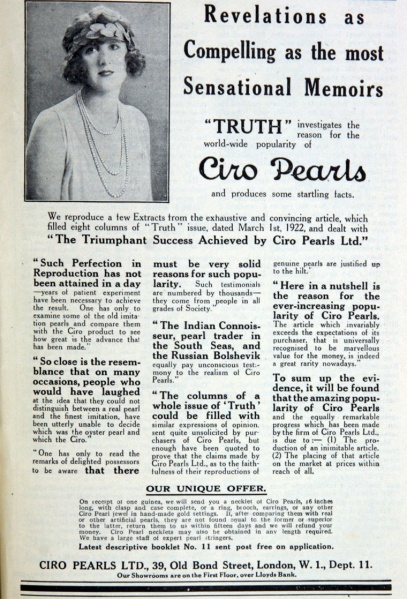 Revelations as
Compelling as the most
Sensational Memoirs
"TRUTH" investigates the
reason for the
world-wide popularity of
Ciro Pearls
and produces some startling facts.
We reproduce a few Extracts from the exhaustive and convincing article, which
filled eight columns of "Truth" issue, dated March 1st, 1922, and dealt with
"The Triumphant Success Achieved by Ciro Pearls Ltd."
"Such Perfection in
Reproduction has not
been attained in a day
—years of patient experiment
have been necessary to achieve
the result. One has only to
examine some of the old imita-
tion pearls and compare them
with the Ciro product to see
how great is the advance that
has been made."
"So close is the resem-
blance that on many
occasions, people who
would have laughed
at the idea that they could not
distinguish between a real pearl
and the finest imitation, have
been utterly unable to decide
which was the oyster pearl and
which the Ciro."
"One has only to read the
remarks of delighted possessors
to be aware that there
must be very solid
reasons for such popu-
larity. Such testimonials
are numbered by thousands—
they come from people in all
grades of Society."
"The Indian Connois-
seur, pearl trader in
the South Seas, and
the Russian Bolshevik
equally pay unconscious testi-
mony to the realism of Ciro
Pearls."
"The columns of a
whole issue of 'Truth'
could be filled with
similar expressions of opinion.
sent quite unsolicited by pur-
chasers of Ciro Pearls, but
enough have been quoted to
prove that the claims made by
Ciro Pearls Ltd., as to the faith-
fulness of their reproductions of
genuine pearls are justified up
to the hilt."
"Here in a nutshell is
the reason for the
ever-increasing popu-
larity of Ciro Pearls.
The article which invariably
exceeds the expectations of its
purchaser, that is universally
recognised to be marvellous
value for the money, is indeed
a great rarity nowadays."
To sum up the evi-
dence, it will be found
that the amazing popu-
larity of Ciro Pearls
and the equally remarkable
progress which has been made
by the firm of Ciro Pearls Ltd.,
is due to :— (1) The pro-
duction of an inimitable article.
(2) The placing of that article
on the market at prices within
reach of all.
OUR UNIQUE OFFER.
On receipt of one guinea, we will send you a necklet of Ciro Pearls, 16 inches
long, with clasp and case complete, or a ring, brooch, earrings, or any other
Ciro Pearl jewel in hand-made gold settings. If, after comparing them with real
or other artificial pearls, they are not found equal to the former or superior
to the latter, return them to us within fifteen days and we will refund your
money. Ciro Pearl necklets may also be obtained in any length required.
We have a large staff of expert pearl stringers.
Latest descriptive booklet No. 11 sent post free on application.
CIRO PEARLS LTD., 39, Old Bond Street, London, W. 1., Dept. 11.
Our Showrooms are on the First Floor, over Lloyds Bank.